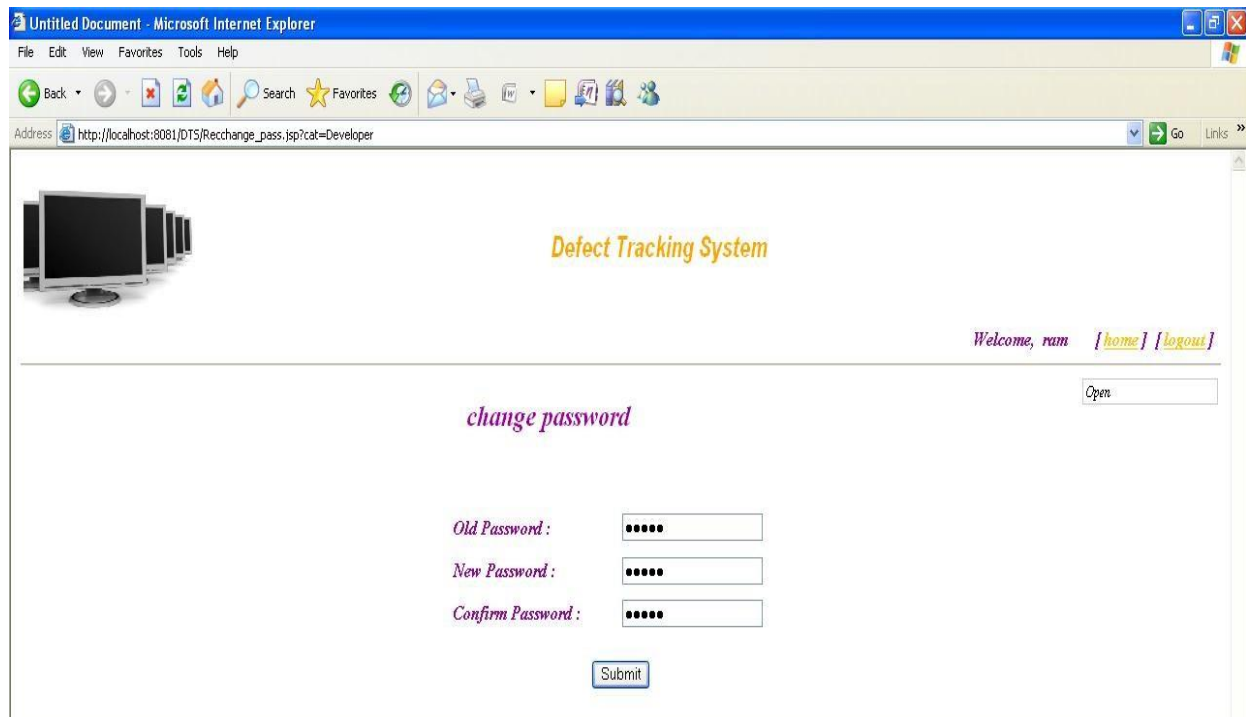 Untitled Document - Microsoft Internet Explorer
File Edit View Favorites Tools Help
Back Search Favorites
Address http://localhost:8081/DTS/Recchange_pass.jsp?cat=Developer Go Links »
Defect Tracking System
Welcome, ram [home] [logout]
Open
change password
Old Password : •••••
New Password : •••••
Confirm Password : •••••
Submit